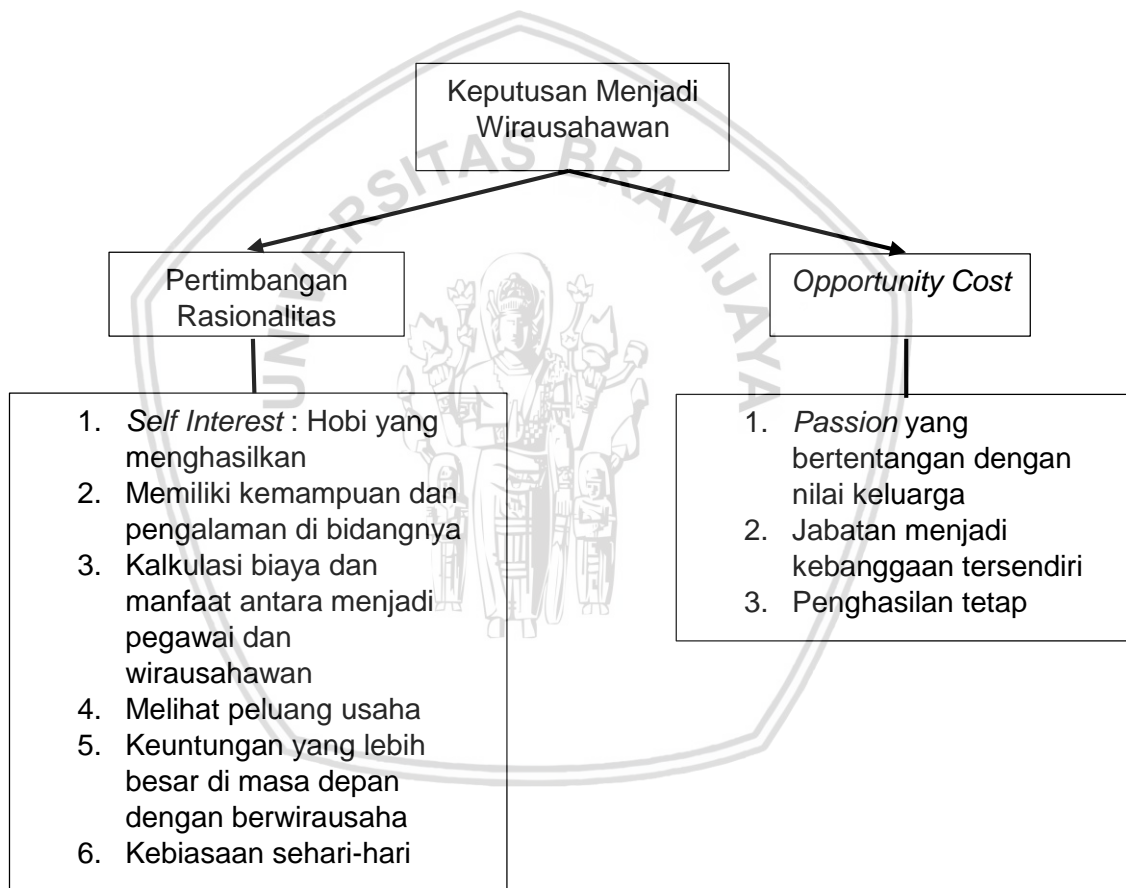 Keputusan Menjadi
Wirausahawan
UNIVERSITAS BRAWIJAYA
Pertimbangan
Rasionalitas
Opportunity Cost
1. Self Interest : Hobi yang
menghasilkan
2. Memiliki kemampuan dan
pengalaman di bidangnya
3. Kalkulasi biaya dan
manfaat antara menjadi
pegawai dan
wirausahawan
4. Melihat peluang usaha
5. Keuntungan yang lebih
besar di masa depan
dengan berwirausaha
6. Kebiasaan sehari-hari
1. Passion yang
bertentangan dengan
nilai keluarga
2. Jabatan menjadi
kebanggaan tersendiri
3. Penghasilan tetap